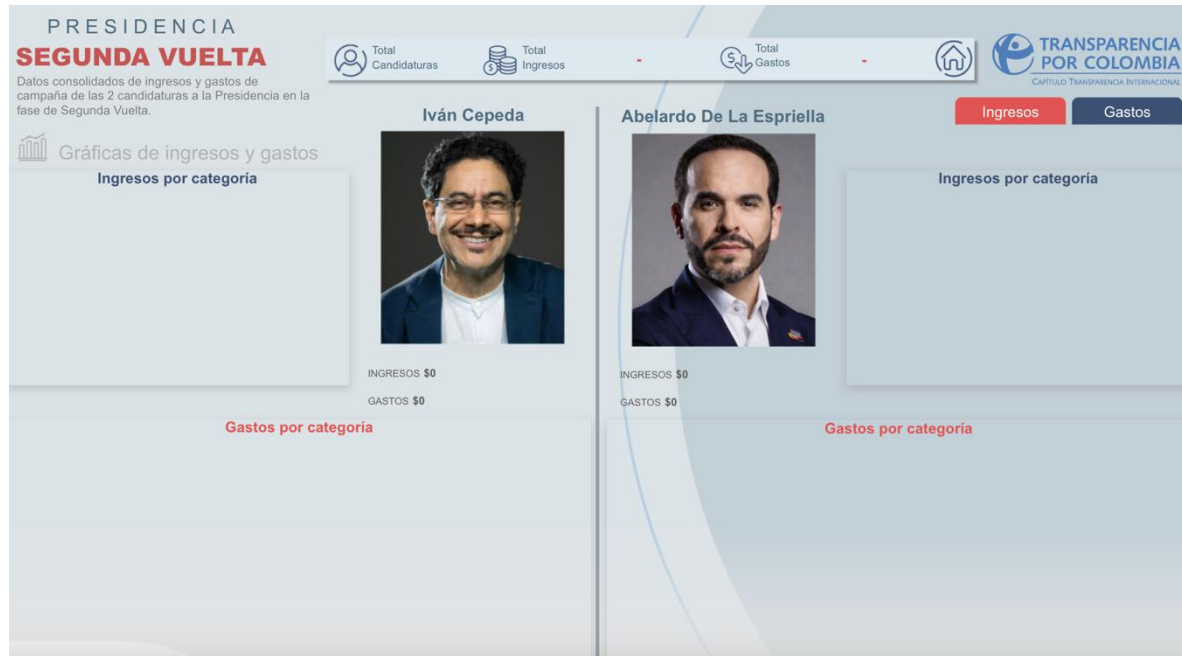 PRESIDENCIA
SEGUNDA VUELTA
Datos consolidados de ingresos y gastos de
campaña de las 2 candidaturas a la Presidencia en la
fase de Segunda Vuelta.
Total
Candidaturas
Total
Ingresos
-
Total
Gastos
-
TRANSPARENCIA
POR COLOMBIA
CAPÍTULO TRANSPARENCIA INTERNACIONAL
Ingresos
Gastos
Gráficas de ingresos y gastos
Ingresos por categoría
Iván Cepeda
INGRESOS $0
GASTOS $0
Gastos por categoría
Abelardo De La Espriella
INGRESOS $0
GASTOS $0
Ingresos por categoría
Gastos por categoría